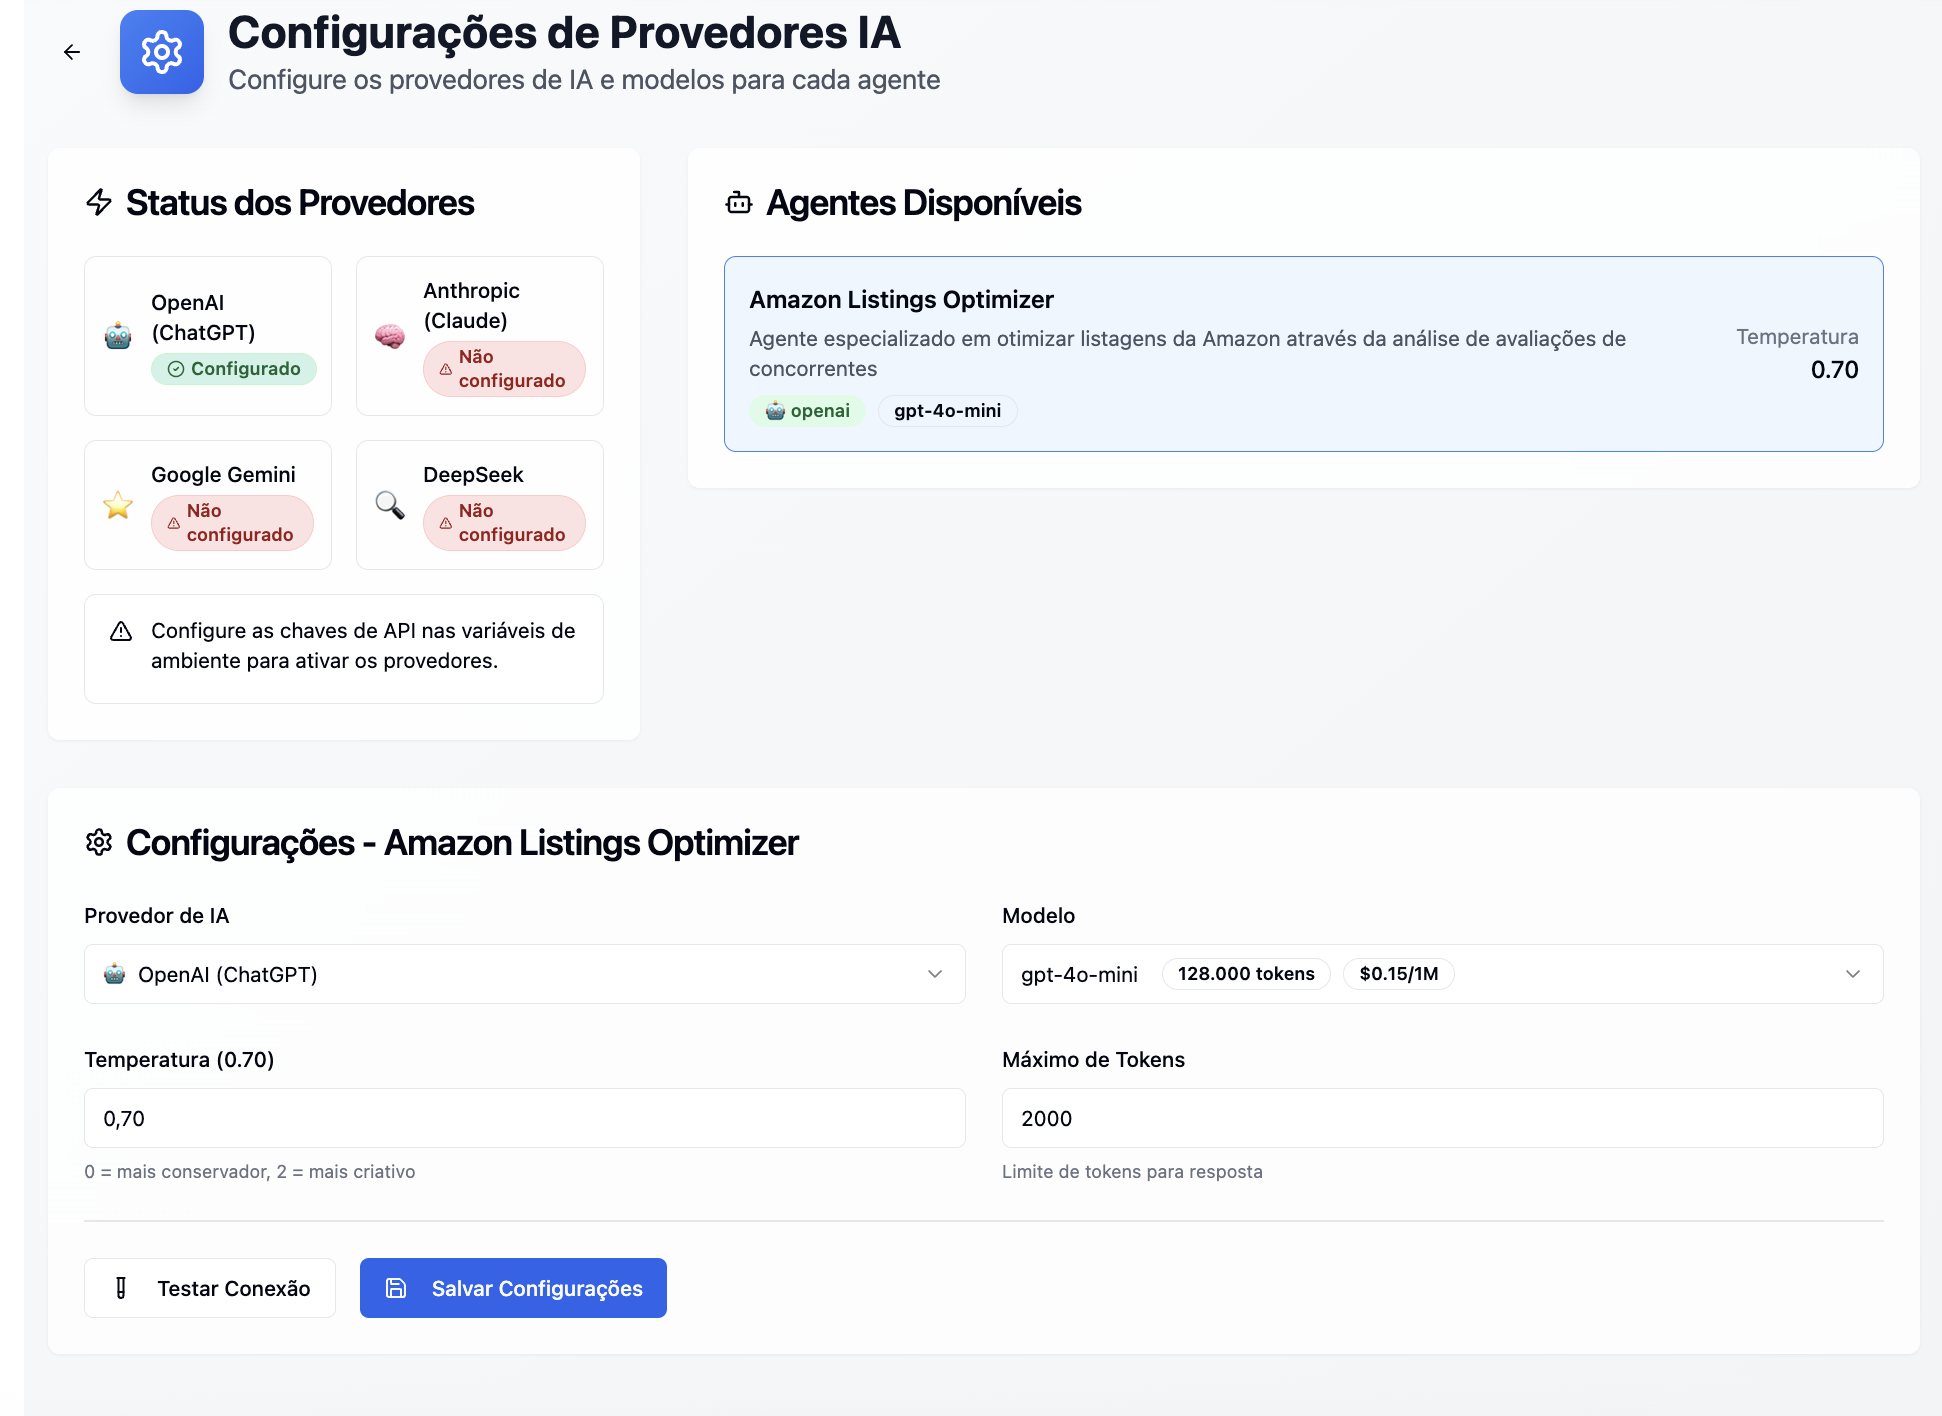 Configurações de Provedores IA
Configure os provedores de IA e modelos para cada agente
Status dos Provedores
OpenAI
(ChatGPT)
Configurado
Anthropic
(Claude)
Não
configurado
Google Gemini
Não
configurado
DeepSeek
Não
configurado
Configure as chaves de API nas variáveis de
ambiente para ativar os provedores.
Agentes Disponíveis
Amazon Listings Optimizer
Agente especializado em otimizar listagens da Amazon através da análise de avaliações de
concorrentes
openai
gpt-4o-mini
Temperatura
0.70
Configurações - Amazon Listings Optimizer
Provedor de IA
OpenAI (ChatGPT)
Modelo
gpt-4o-mini 128.000 tokens $0.15/1M
Temperatura (0.70)
0,70
0 = mais conservador, 2 = mais criativo
Máximo de Tokens
2000
Limite de tokens para resposta
Testar Conexão
Salvar Configurações